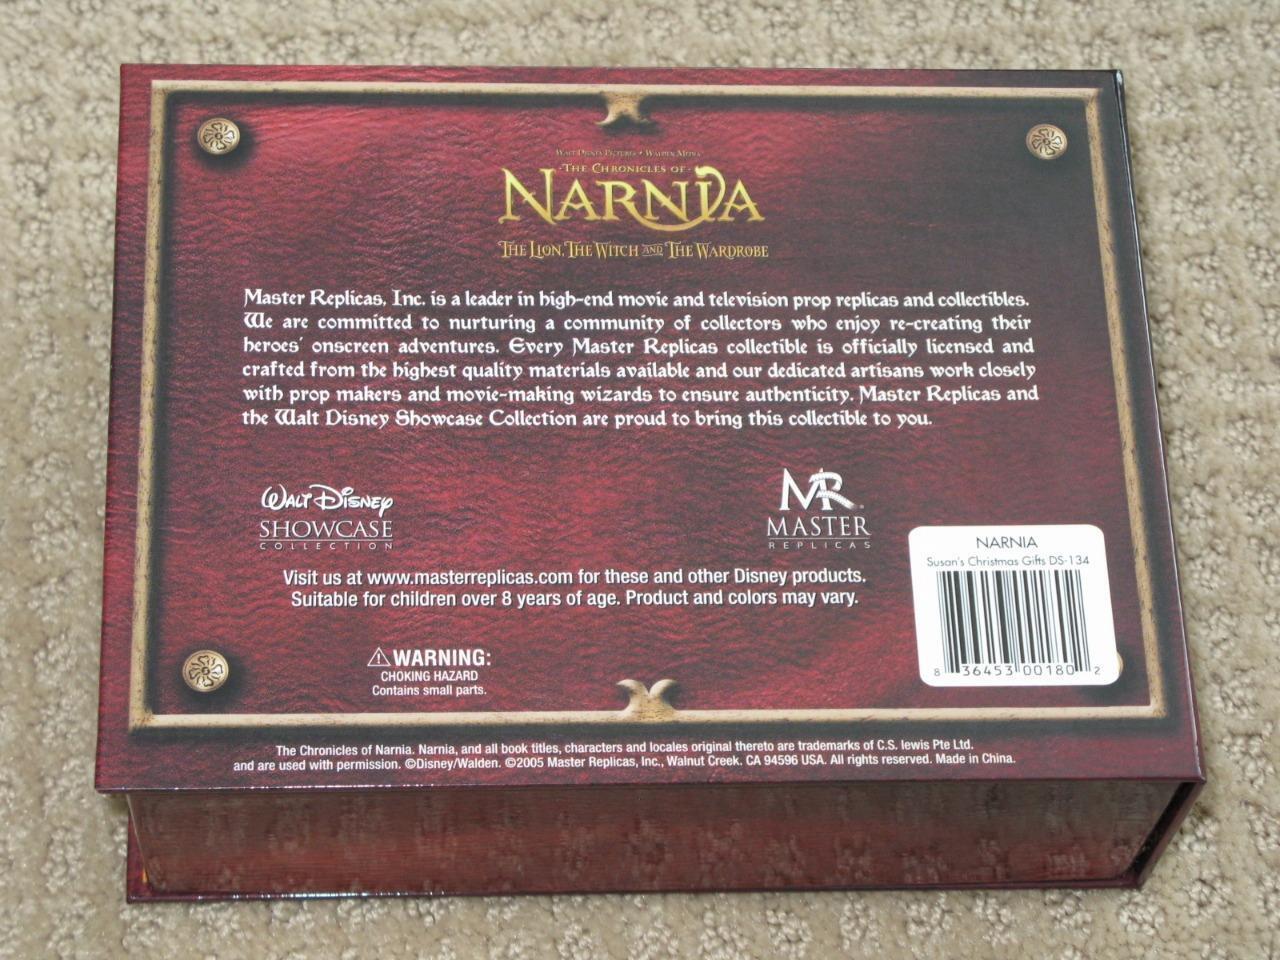 WALT DISNEY PICTURES • WALDEN MEDIA
THE CHRONICLES OF
NARNIA
THE LION, THE WITCH AND THE WARDROBE
Master Replicas, Inc. is a leader in high-end movie and television prop replicas and collectibles.
We are committed to nurturing a community of collectors who enjoy re-creating their
heroes' onscreen adventures. Every Master Replicas collectible is officially licensed and
crafted from the highest quality materials available and our dedicated artisans work closely
with prop makers and movie-making wizards to ensure authenticity. Master Replicas and
the Walt Disney Showcase Collection are proud to bring this collectible to you.
WALT DISNEY
SHOWCASE
COLLECTION
MR
MASTER
REPLICAS
NARNIA
Susan's Christmas Gifts DS-134
8 36453 00180 2
Visit us at www.masterreplicas.com for these and other Disney products.
Suitable for children over 8 years of age. Product and colors may vary.
WARNING:
CHOKING HAZARD
Contains small parts.
The Chronicles of Narnia. Narnia, and all book titles, characters and locales original thereto are trademarks of C.S. lewis Pte Ltd.
and are used with permission. ©Disney/Walden. ©2005 Master Replicas, Inc., Walnut Creek. CA 94596 USA. All rights reserved. Made in China.